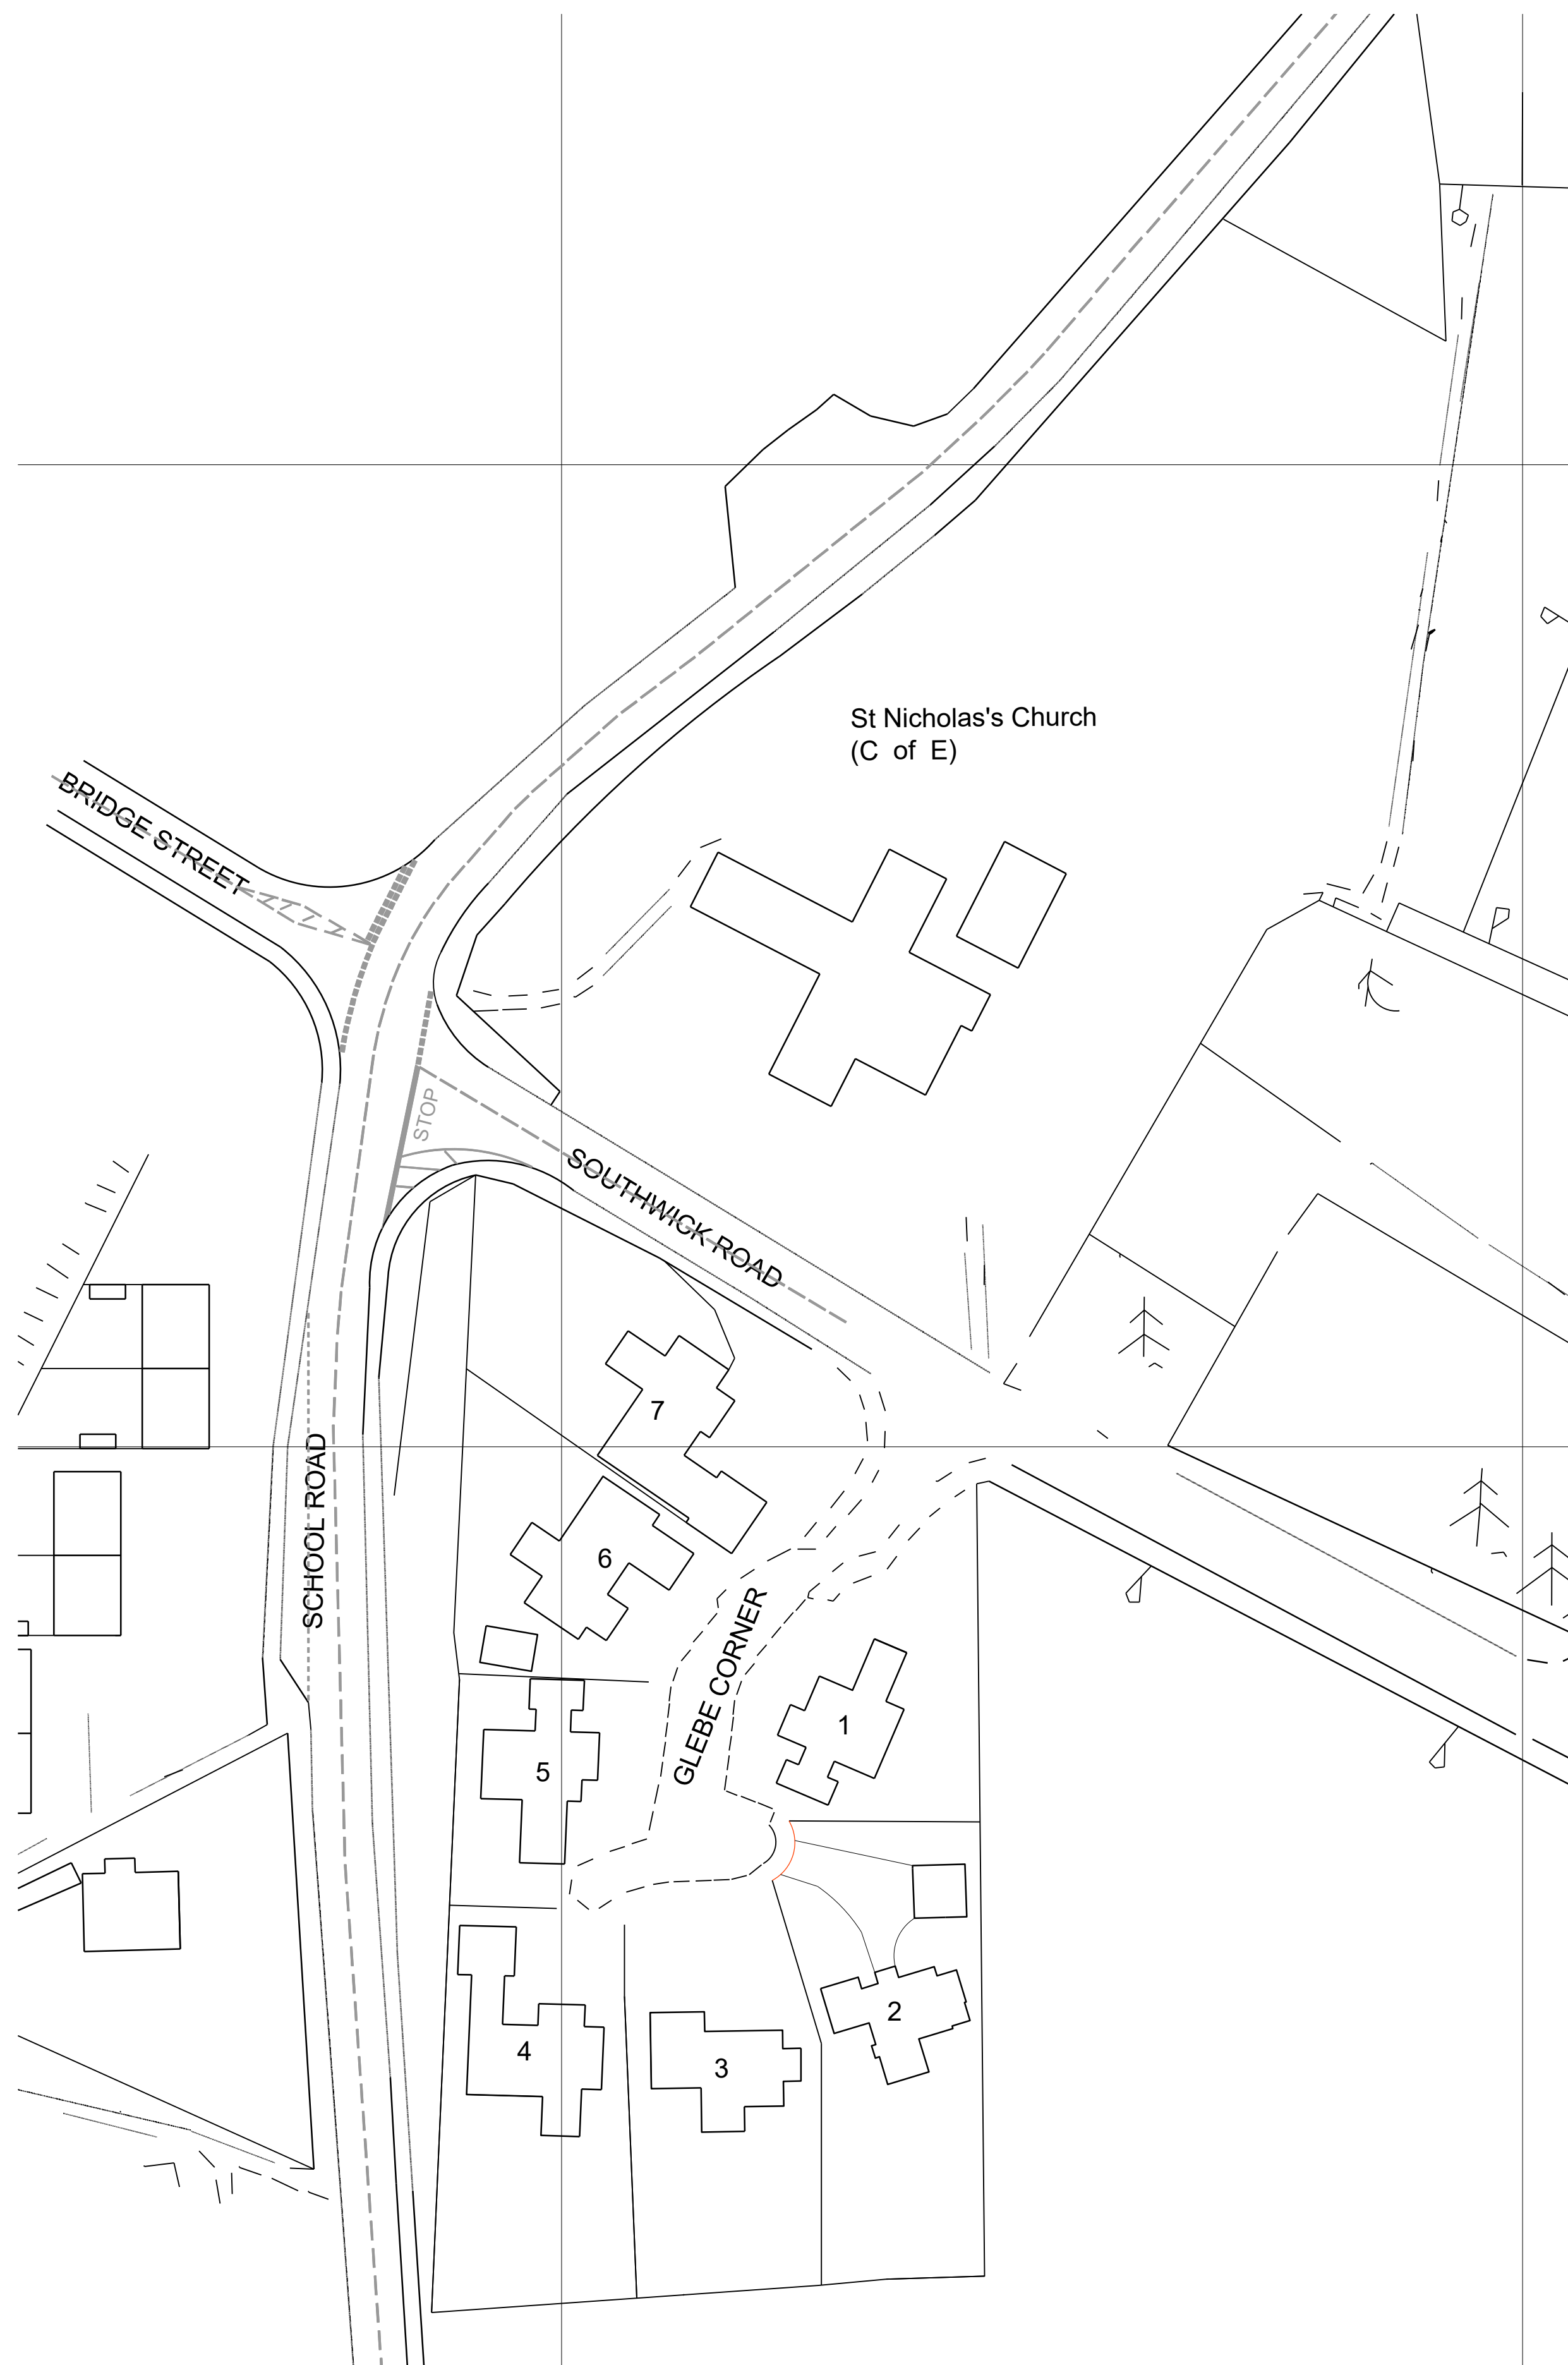 St Nicholas's Church
(C of E)
BRIDGE STREET
STOP
SOUTHWICK ROAD
7
SCHOOL ROAD
6
GLEBE CORNER
1
5
2
4
3